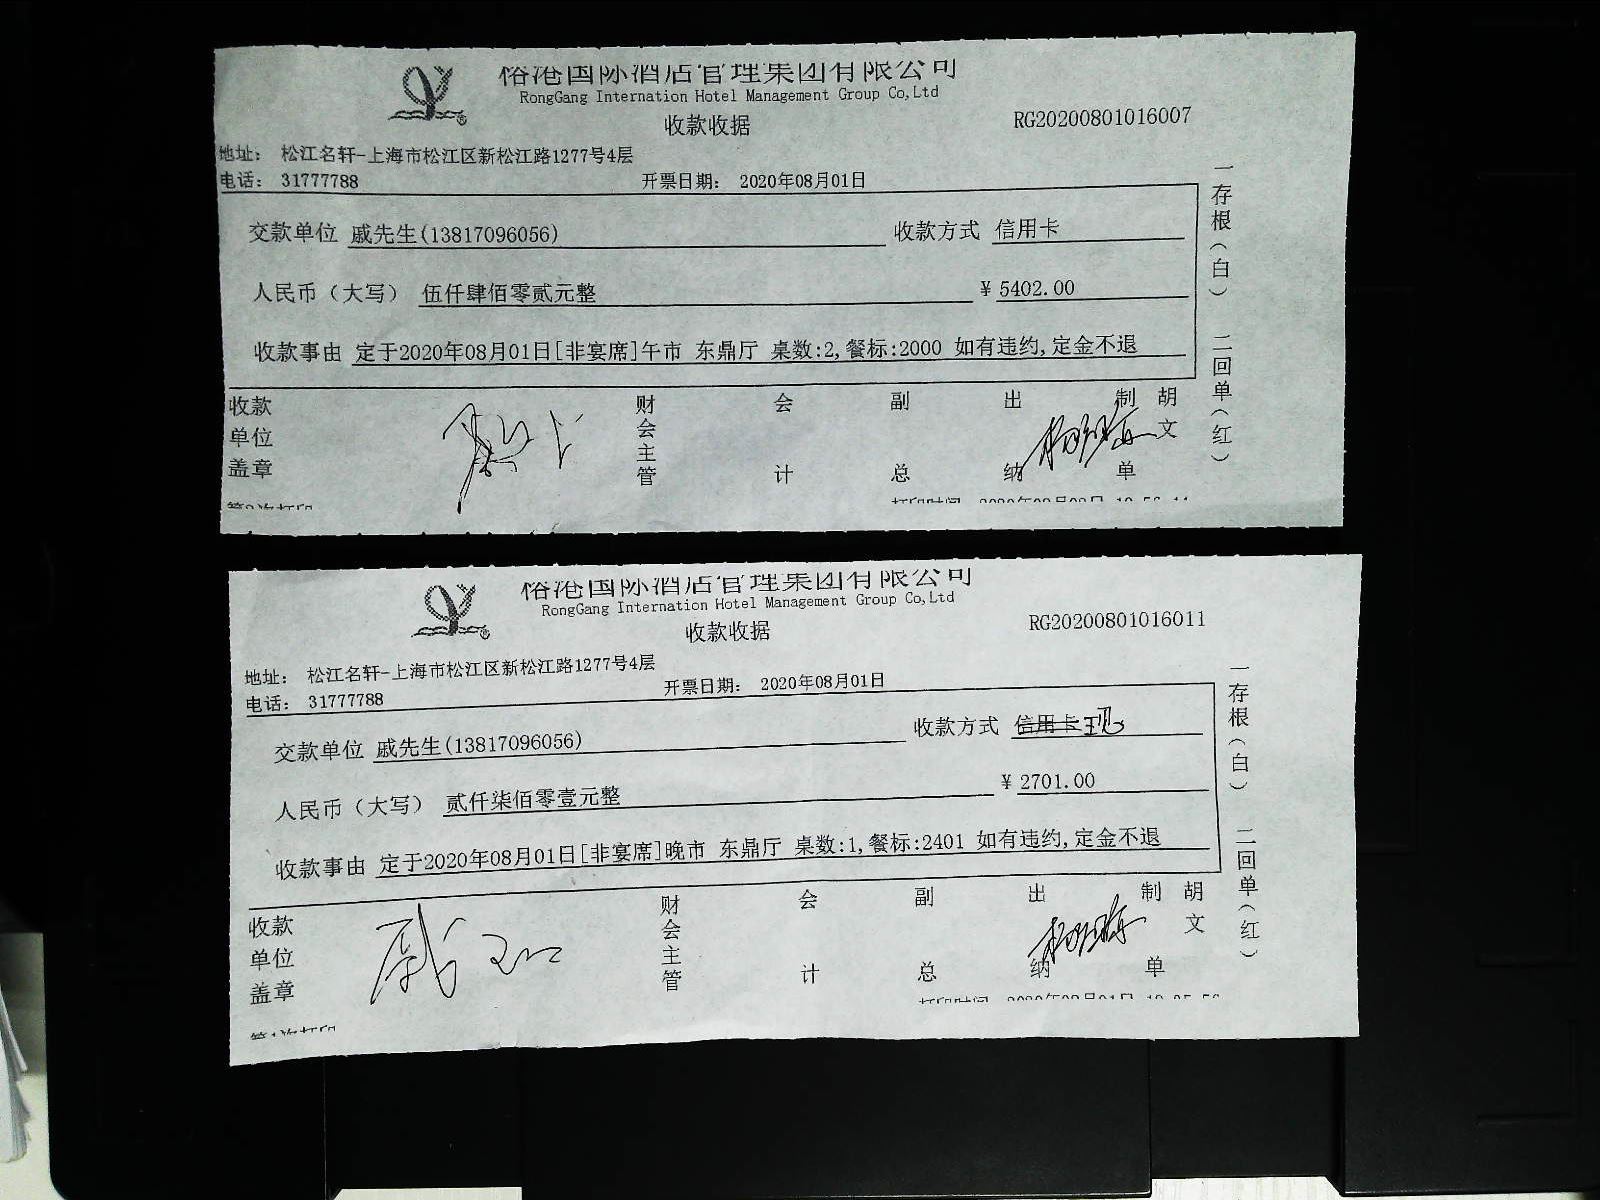 榕港国际酒店管理集团有限公司
RongGang Internation Hotel Management Group Co,Ltd
收款收据
RG20200801016007
地址： 松江名轩-上海市松江区新松江路1277号4层
电话： 31777788 开票日期： 2020年08月01日
交款单位 戚先生(13817096056) 收款方式 信用卡
人民币（大写） 伍仟肆佰零贰元整 ¥ 5402.00
收款事由 定于2020年08月01日[非宴席]午市 东鼎厅 桌数:2,餐标:2000 如有违约,定金不退
收款单位盖章 财会主管 会计 副总 出纳 制单 胡文
一存根（白） 二回单（红）
第2次打印
榕港国际酒店管理集团有限公司
RongGang Internation Hotel Management Group Co,Ltd
收款收据
RG20200801016011
地址： 松江名轩-上海市松江区新松江路1277号4层
电话： 31777788 开票日期： 2020年08月01日
交款单位 戚先生(13817096056) 收款方式 信用卡 现
人民币（大写） 贰仟柒佰零壹元整 ¥ 2701.00
收款事由 定于2020年08月01日[非宴席]晚市 东鼎厅 桌数:1,餐标:2401 如有违约,定金不退
收款单位盖章 财会主管 会计 副总 出纳 制单 胡文
一存根（白） 二回单（红）
第1次打印